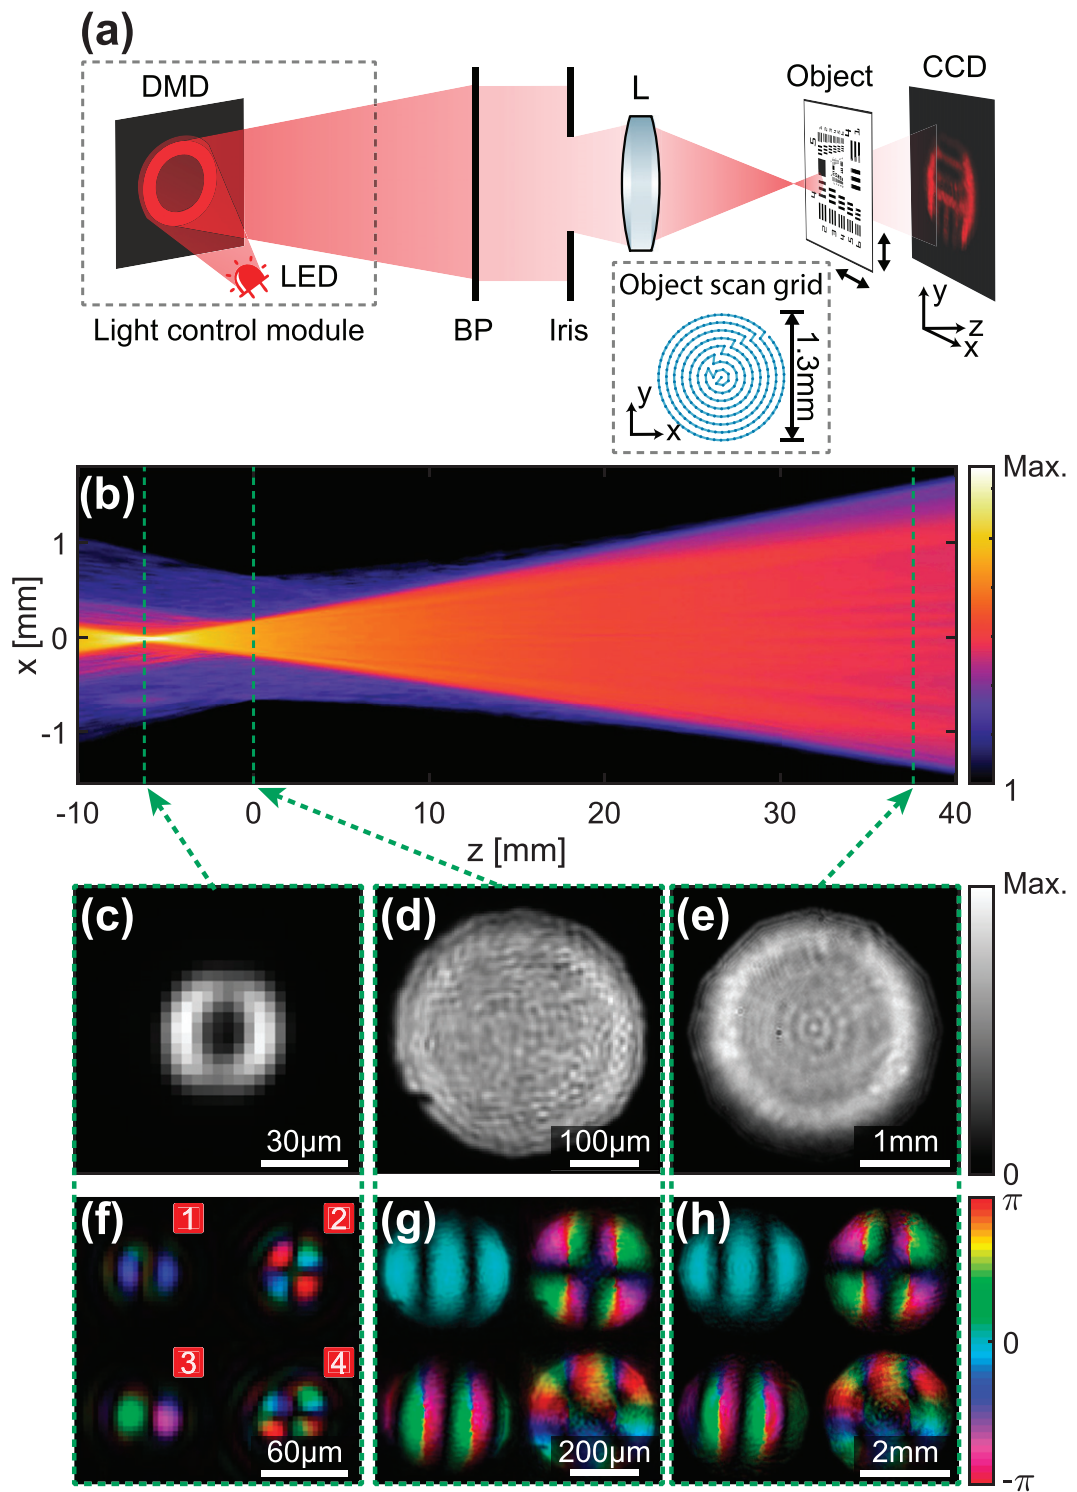 (a)
DMD
LED
Light control module
BP
Iris
L
Object
CCD
y
z
x
Object scan grid
1.3mm
y
x
(b)
Max.
1
x [mm]
1
0
-1
-10
0
10
20
30
40
z [mm]
(c)
30µm
(d)
100µm
(e)
1mm
Max.
0
(f)
1
2
3
4
60µm
(g)
200µm
(h)
2mm
π
0
-π